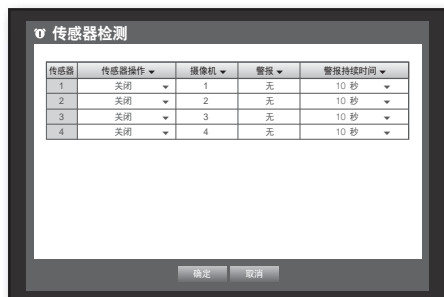 传感器检测
传感器 传感器操作 摄像机 警报 警报持续时间
1 关闭 1 无 10 秒
2 关闭 2 无 10 秒
3 关闭 3 无 10 秒
4 关闭 4 无 10 秒
确定 取消